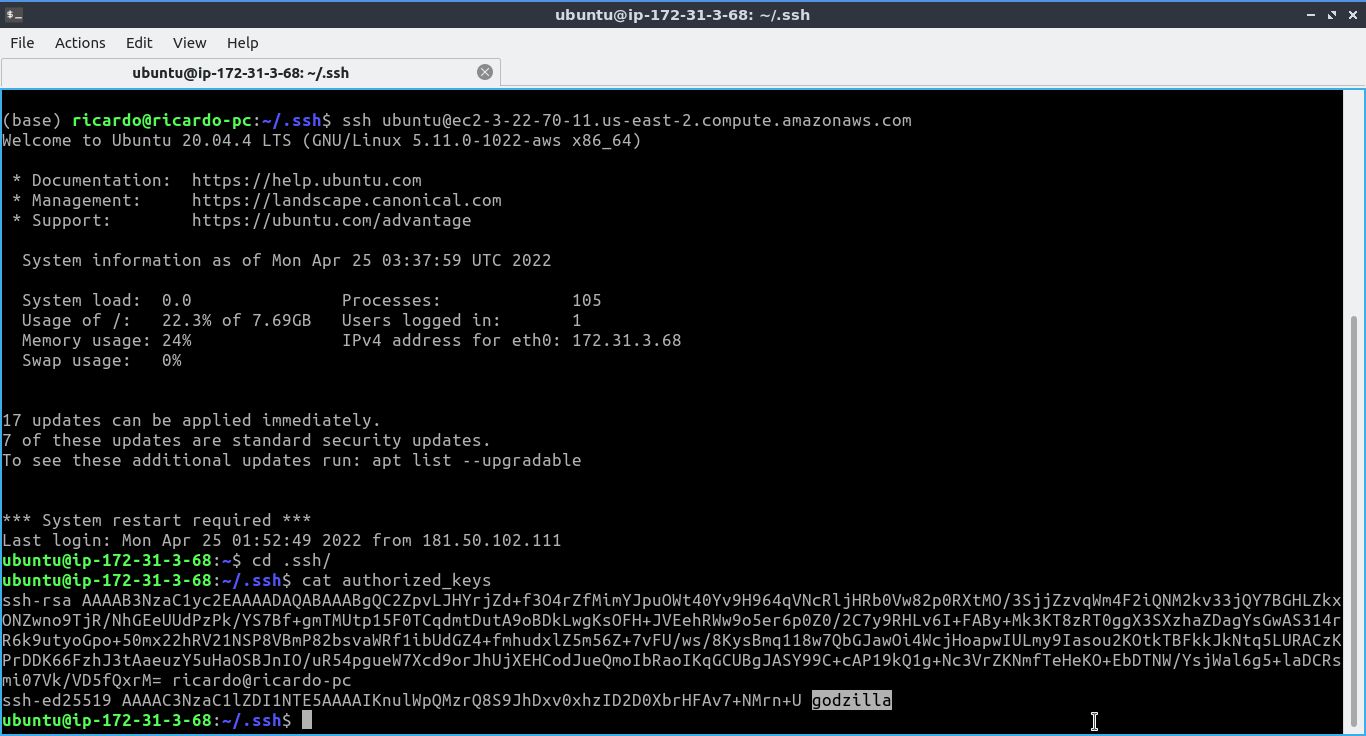 ubuntu@ip-172-31-3-68: ~/.ssh
File Actions Edit View Help
ubuntu@ip-172-31-3-68: ~/.ssh
(base) ricardo@ricardo-pc:~/.ssh$ ssh ubuntu@ec2-3-22-70-11.us-east-2.compute.amazonaws.com
Welcome to Ubuntu 20.04.4 LTS (GNU/Linux 5.11.0-1022-aws x86_64)
* Documentation: https://help.ubuntu.com
* Management: https://landscape.canonical.com
* Support: https://ubuntu.com/advantage
System information as of Mon Apr 25 03:37:59 UTC 2022
System load: 0.0 Processes: 105
Usage of /: 22.3% of 7.69GB Users logged in: 1
Memory usage: 24% IPv4 address for eth0: 172.31.3.68
Swap usage: 0%
17 updates can be applied immediately.
7 of these updates are standard security updates.
To see these additional updates run: apt list --upgradable
*** System restart required ***
Last login: Mon Apr 25 01:52:49 2022 from 181.50.102.111
ubuntu@ip-172-31-3-68:~$ cd .ssh/
ubuntu@ip-172-31-3-68:~/.ssh$ cat authorized_keys
ssh-rsa AAAAB3NzaC1yc2EAAAADAQABAAABgQC2ZpvLJHYrjZd+f3O4rZfMimYJpuOWt40Yv9H964qVNcRljHRb0Vw82p0RXtMO/3SjjZzvqWm4F2iQNM2kv33jQY7BGHLZkx
ONZwno9TjR/NhGEeUUdPzPk/YS7Bf+gmTMUtp15F0TCqdmtDutA9oBDkLwgKsOFH+JVEehRWw9o5er6p0Z0/2C7y9RHLv6I+FABy+Mk3KT8zRT0ggX3SXzhaZDagYsGwAS314r
R6k9utyoGpo+50mx22hRV21NSP8VBmP82bsvaWRf1ibUdGZ4+fmhudxlZ5m56Z+7vFU/ws/8KysBmq118w7QbGJawOi4WcjHoapwIULmy9Iasou2KOtkTBFkkJkNtq5LURACzK
PrDDK66FzhJ3tAaeuzY5uHaOSBJnIO/uR54pgueW7Xcd9orJhUjXEHCodJueQmoIbRaoIKqGCUBgJASY99C+cAP19kQ1g+Nc3VrZKNmfTeHeKO+EbDTNW/YsjWal6g5+laDCRs
mi07Vk/VD5fQxrM= ricardo@ricardo-pc
ssh-ed25519 AAAAC3NzaC1lZDI1NTE5AAAAIKnulWpQMzrQ8S9JhDxv0xhzID2D0XbrHFAv7+NMrn+U godzilla
ubuntu@ip-172-31-3-68:~/.ssh$